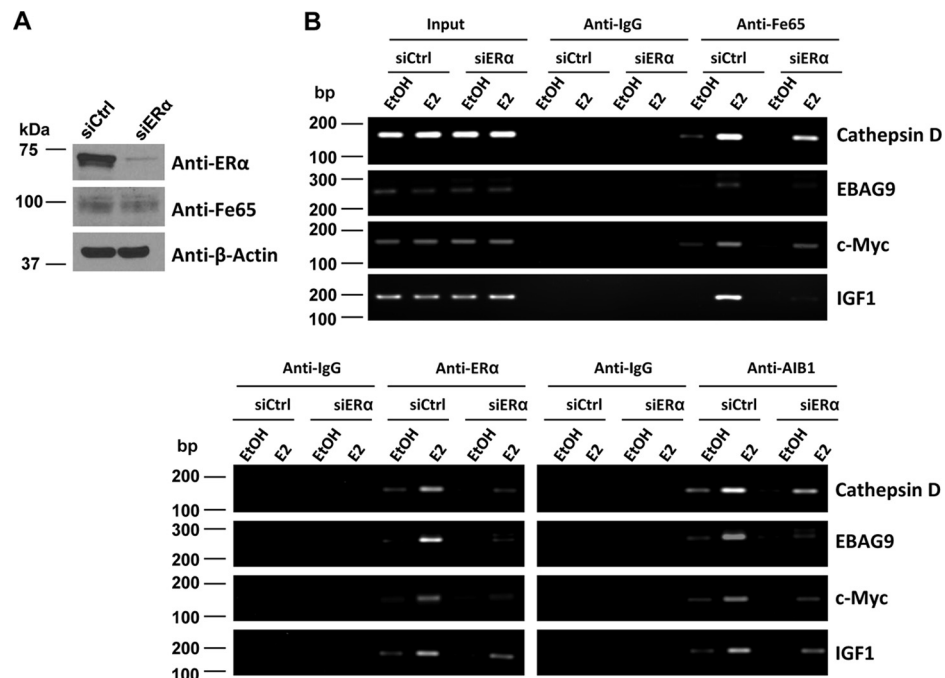 A
kDa
siCtrl siERα
75
Anti-ERα
100
Anti-Fe65
37
Anti-β-Actin
B
Input Anti-IgG Anti-Fe65
siCtrl siERα siCtrl siERα siCtrl siERα
bp
EtOH E2 EtOH E2 EtOH E2 EtOH E2 EtOH E2 EtOH E2
200
100
Cathepsin D
300
200
EBAG9
200
100
c-Myc
200
100
IGF1
Anti-IgG Anti-ERα Anti-IgG Anti-AIB1
siCtrl siERα siCtrl siERα siCtrl siERα siCtrl siERα
bp
EtOH E2 EtOH E2 EtOH E2 EtOH E2 EtOH E2 EtOH E2 EtOH E2 EtOH E2
200
100
Cathepsin D
300
200
EBAG9
200
100
c-Myc
200
100
IGF1